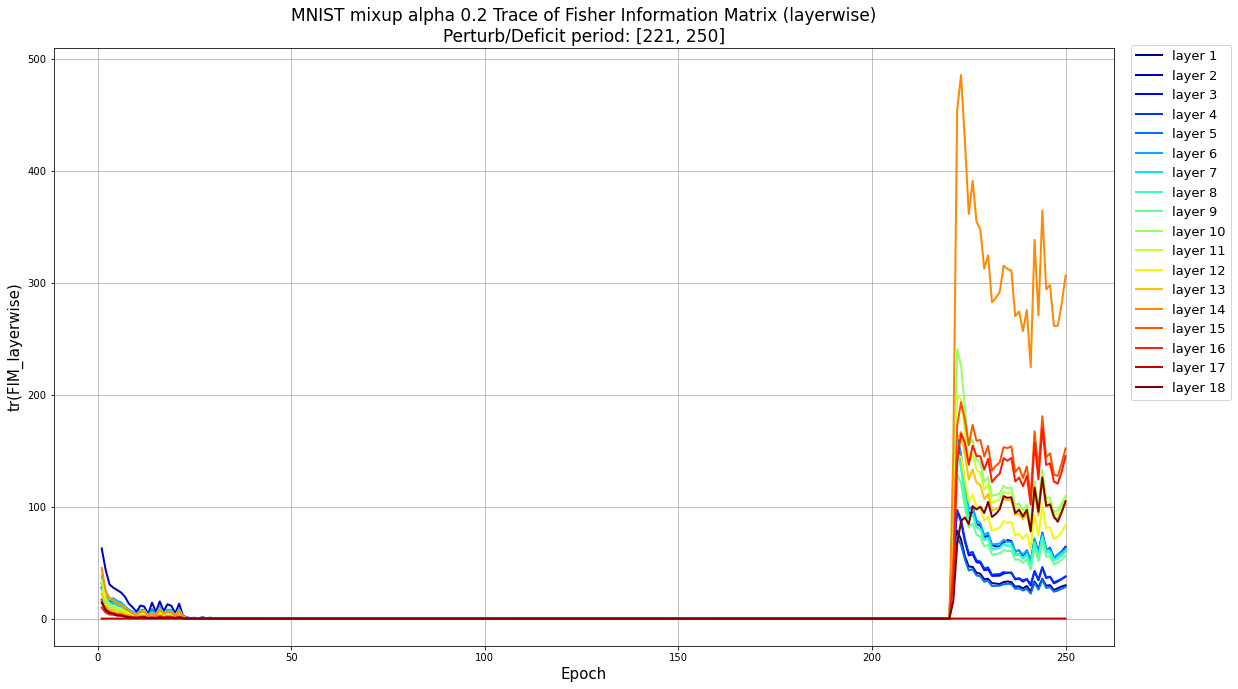 MNIST mixup alpha 0.2 Trace of Fisher Information Matrix (layerwise)
Perturb/Deficit period: [221, 250]
tr(FIM_layerwise)
500
400
300
200
100
0
0
50
100
150
200
250
Epoch
layer 1
layer 2
layer 3
layer 4
layer 5
layer 6
layer 7
layer 8
layer 9
layer 10
layer 11
layer 12
layer 13
layer 14
layer 15
layer 16
layer 17
layer 18